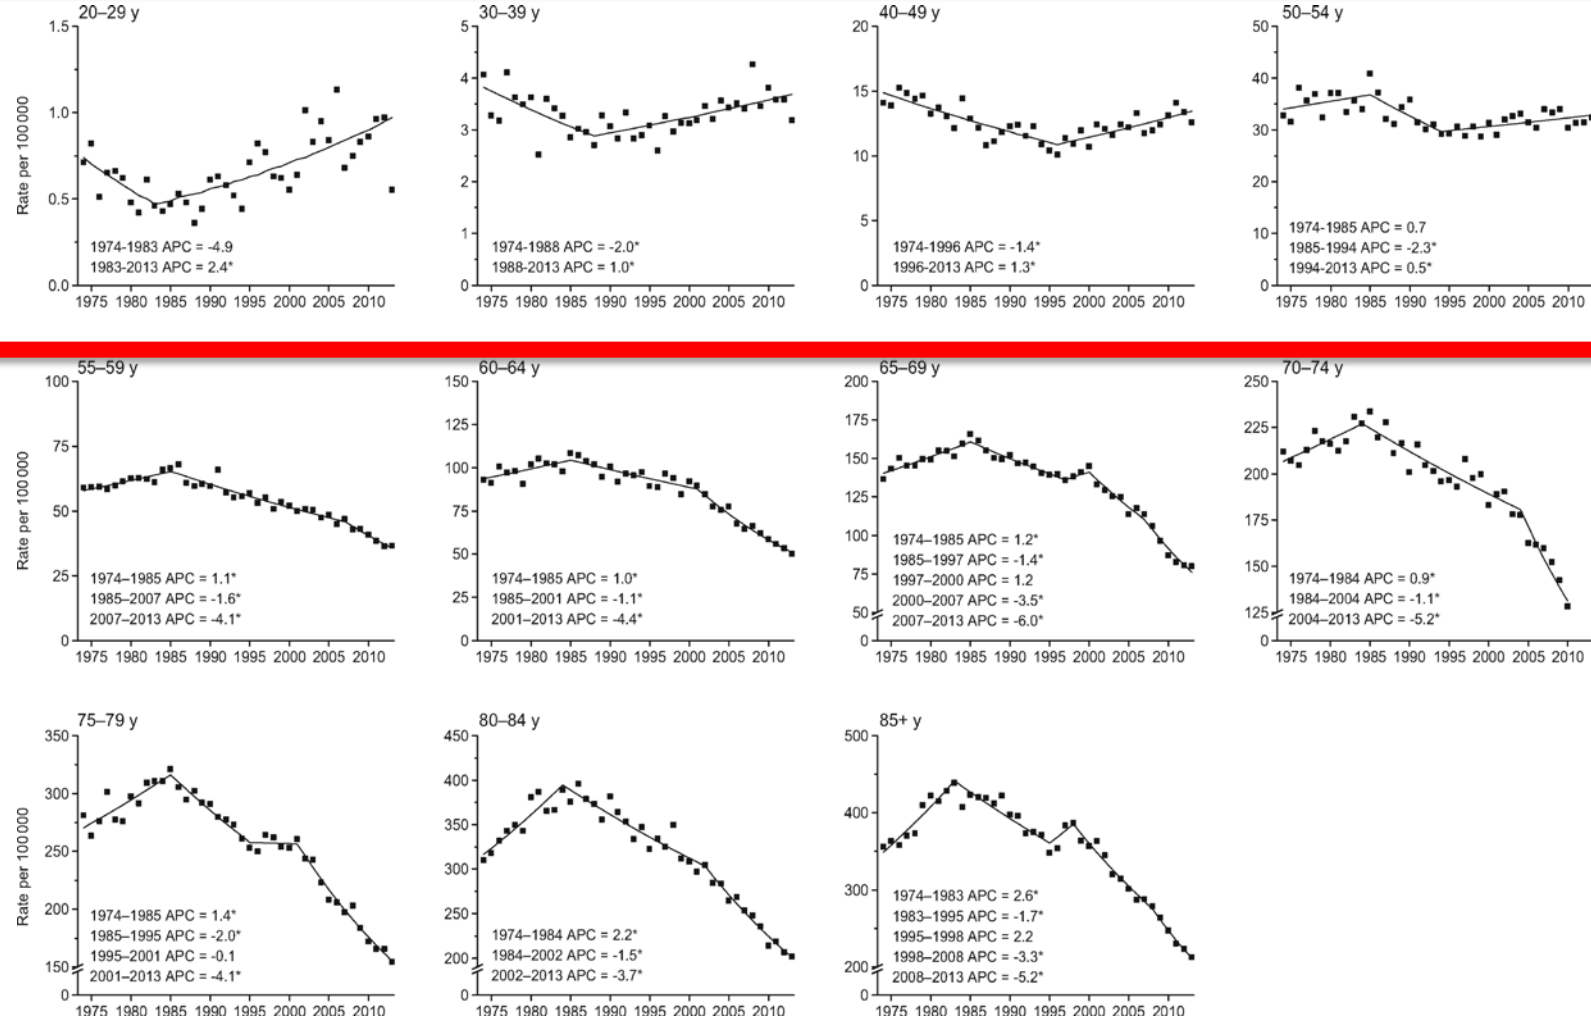 20–29 y
30–39 y
40–49 y
50–54 y
Rate per 100 000
1.5
1.0
0.5
0.0
1974-1983 APC = -4.9
1983-2013 APC = 2.4*
1975 1980 1985 1990 1995 2000 2005 2010
5
4
3
2
1
0
1974-1988 APC = -2.0*
1988-2013 APC = 1.0*
1975 1980 1985 1990 1995 2000 2005 2010
20
15
10
5
0
1974-1996 APC = -1.4*
1996-2013 APC = 1.3*
1975 1980 1985 1990 1995 2000 2005 2010
50
40
30
20
10
0
1974-1985 APC = 0.7
1985-1994 APC = -2.3*
1994-2013 APC = 0.5*
1975 1980 1985 1990 1995 2000 2005 2010
55–59 y
60–64 y
65–69 y
70–74 y
Rate per 100 000
100
75
50
25
0
1974–1985 APC = 1.1*
1985–2007 APC = -1.6*
2007–2013 APC = -4.1*
1975 1980 1985 1990 1995 2000 2005 2010
150
125
100
75
50
25
0
1974–1985 APC = 1.0*
1985–2001 APC = -1.1*
2001–2013 APC = -4.4*
1975 1980 1985 1990 1995 2000 2005 2010
200
175
150
125
100
75
50
0
1974–1985 APC = 1.2*
1985–1997 APC = -1.4*
1997–2000 APC = 1.2
2000–2007 APC = -3.5*
2007–2013 APC = -6.0*
1975 1980 1985 1990 1995 2000 2005 2010
250
225
200
175
150
125
0
1974–1984 APC = 0.9*
1984–2004 APC = -1.1*
2004–2013 APC = -5.2*
1975 1980 1985 1990 1995 2000 2005 2010
75–79 y
80–84 y
85+ y
Rate per 100 000
350
300
250
200
150
0
1974–1985 APC = 1.4*
1985–1995 APC = -2.0*
1995–2001 APC = -0.1
2001–2013 APC = -4.1*
1975 1980 1985 1990 1995 2000 2005 2010
450
400
350
300
250
200
0
1974–1984 APC = 2.2*
1984–2002 APC = -1.5*
2002–2013 APC = -3.7*
1975 1980 1985 1990 1995 2000 2005 2010
500
400
300
200
0
1974–1983 APC = 2.6*
1983–1995 APC = -1.7*
1995–1998 APC = 2.2
1998–2008 APC = -3.3*
2008–2013 APC = -5.2*
1975 1980 1985 1990 1995 2000 2005 2010